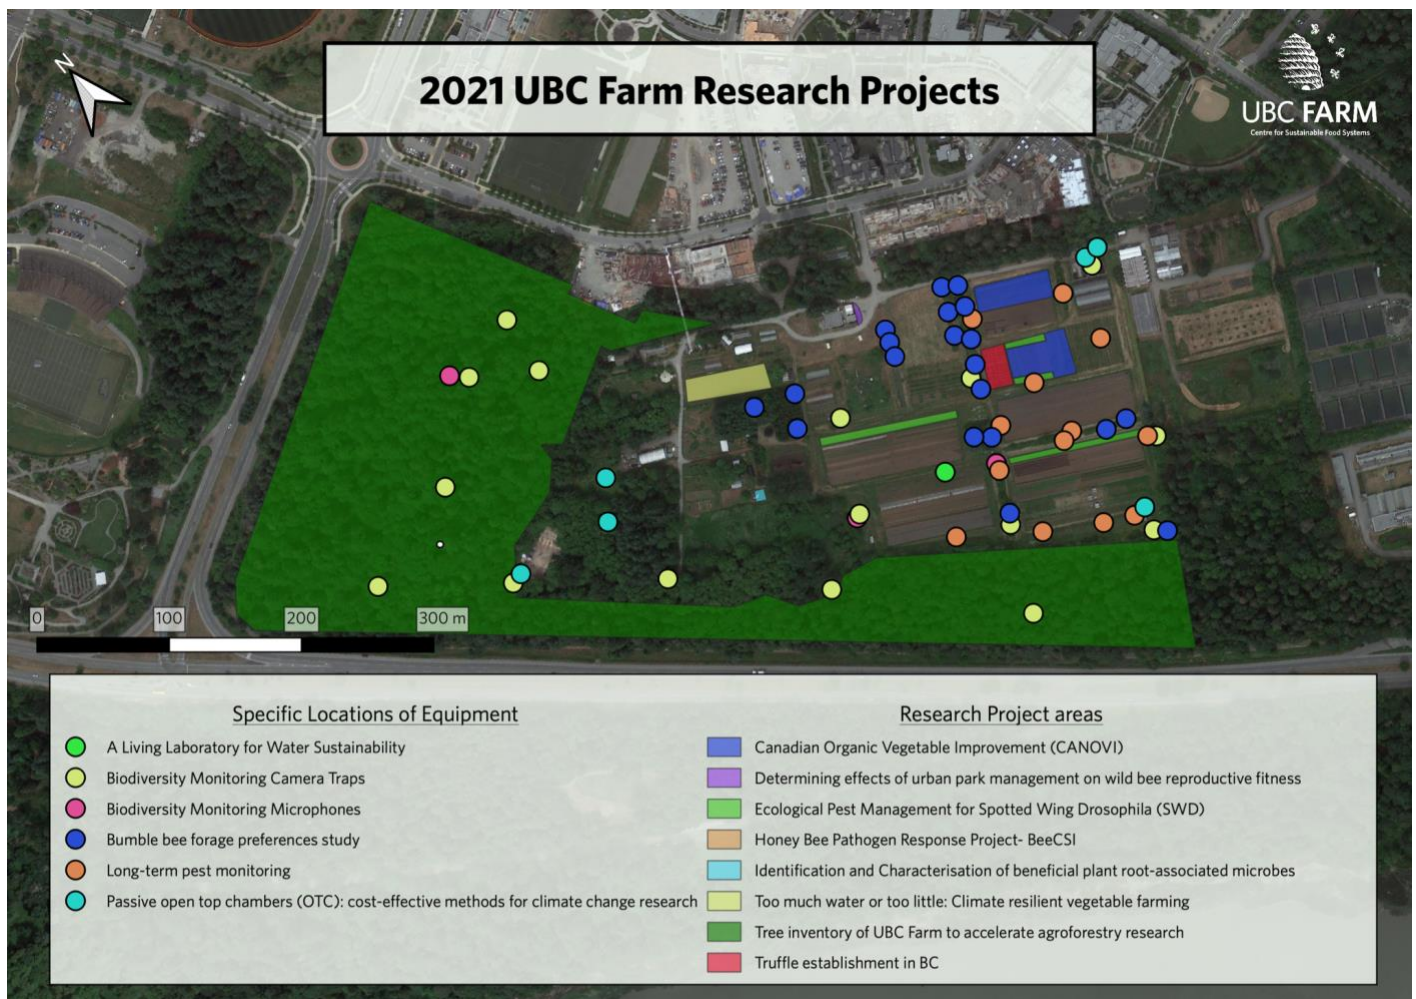 N
2021 UBC Farm Research Projects
UBC FARM
Centre for Sustainable Food Systems
0 100 200 300 m
Specific Locations of Equipment
A Living Laboratory for Water Sustainability
Biodiversity Monitoring Camera Traps
Biodiversity Monitoring Microphones
Bumble bee forage preferences study
Long-term pest monitoring
Passive open top chambers (OTC): cost-effective methods for climate change research
Research Project areas
Canadian Organic Vegetable Improvement (CANOVI)
Determining effects of urban park management on wild bee reproductive fitness
Ecological Pest Management for Spotted Wing Drosophila (SWD)
Honey Bee Pathogen Response Project- BeeCSI
Identification and Characterisation of beneficial plant root-associated microbes
Too much water or too little: Climate resilient vegetable farming
Tree inventory of UBC Farm to accelerate agroforestry research
Truffle establishment in BC